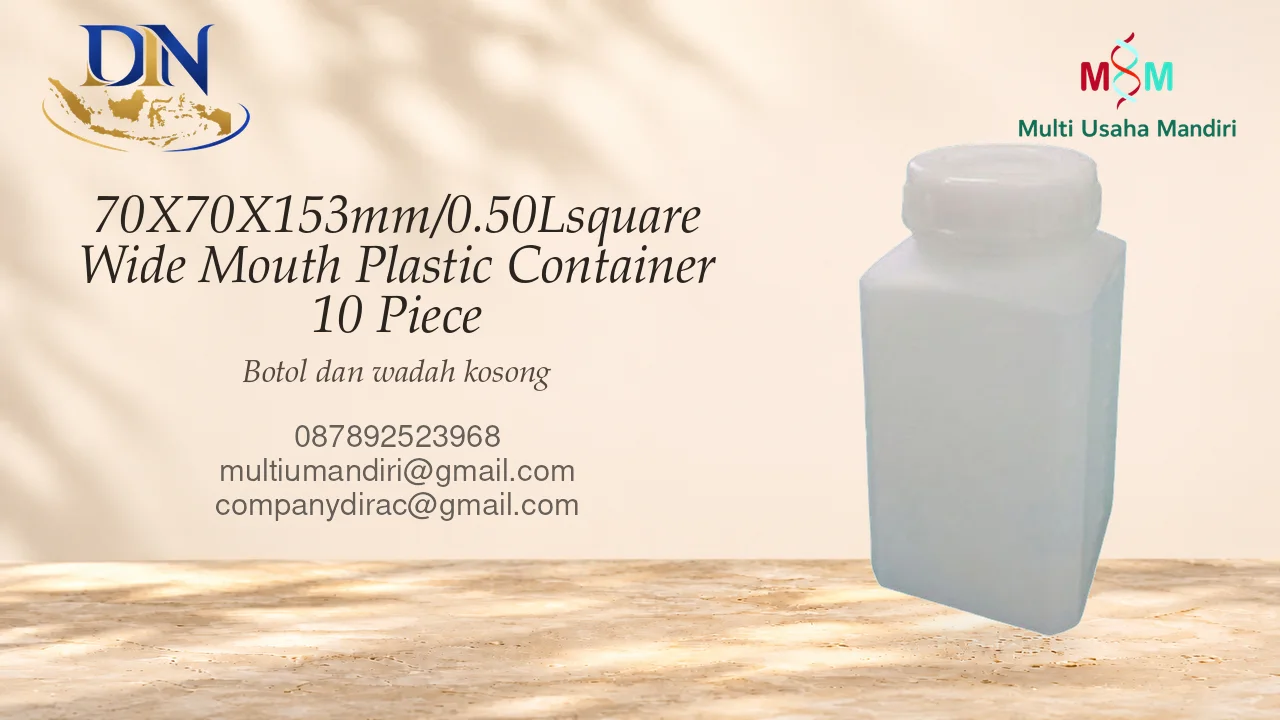 DIN
MSM
Multi Usaha Mandiri
70X70X153mm/0.50Lsquare
Wide Mouth Plastic Container
10 Piece
Botol dan wadah kosong
087892523968
multiumandiri@gmail.com
companydirac@gmail.com